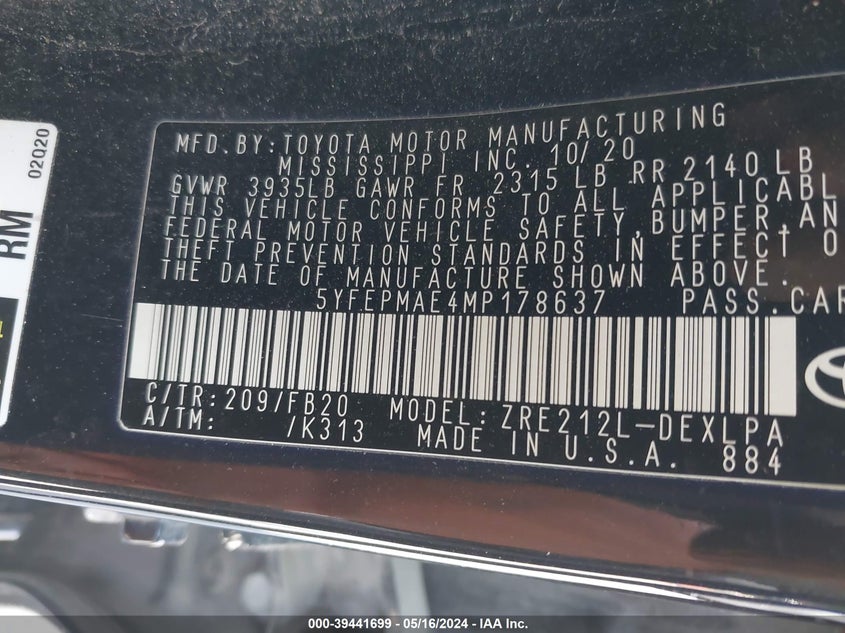 02Q20
RM
MFD.BY:TOYOTA MOTOR MANUFACTURING
MISSISSIPPI INC. 10/20
GVWR 3935LB GAWR FR 2315 LB RR 2140 LB
THIS VEHICLE CONFORMS TO ALL APPLICABL
FEDERAL MOTOR VEHICLE SAFETY,BUMPER,AN
THEFT PREVENTION STANDARDS IN EFFECT O
THE DATE OF MANUFACTURE SHOWN ABOVE.
5YFEPMAE4MP178637 PASS.CAR
C/TR:209/FB20 MODEL:ZRE212L-DEXLPA
A/TM: /K313 MADE IN U.S.A. 884
000-39441699 - 05/16/2024 - IAA Inc.